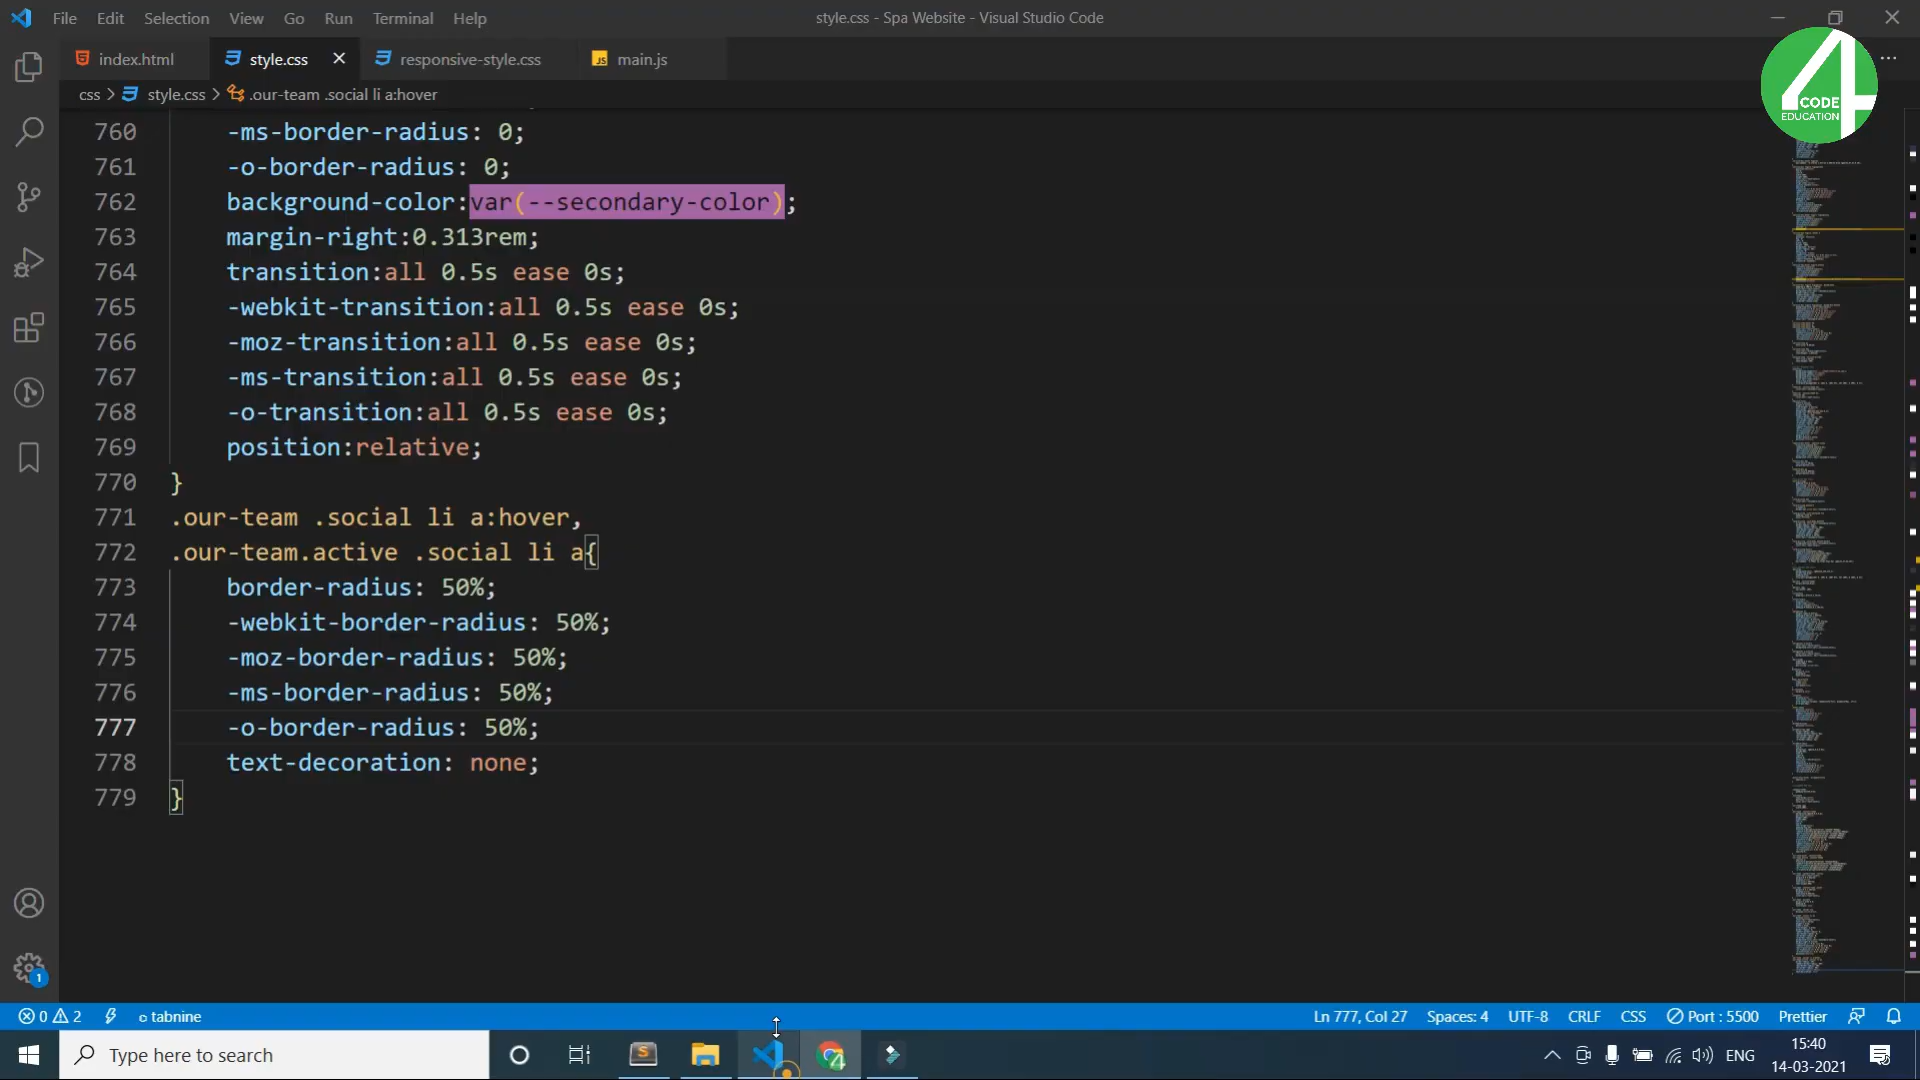 File Edit Selection View Go Run Terminal Help
style.css - Spa Website - Visual Studio Code
index.html
style.css
responsive-style.css
JS main.js
4
CODE
EDUCATION
css > style.css > .our-team .social li a:hover
760 -ms-border-radius: 0;
761 -o-border-radius: 0;
762 background-color:var(--secondary-color);
763 margin-right:0.313rem;
764 transition:all 0.5s ease 0s;
765 -webkit-transition:all 0.5s ease 0s;
766 -moz-transition:all 0.5s ease 0s;
767 -ms-transition:all 0.5s ease 0s;
768 -o-transition:all 0.5s ease 0s;
769 position:relative;
770 }
771 .our-team .social li a:hover,
772 .our-team.active .social li a{
773 border-radius: 50%;
774 -webkit-border-radius: 50%;
775 -moz-border-radius: 50%;
776 -ms-border-radius: 50%;
777 -o-border-radius: 50%;
778 text-decoration: none;
779 }
1
0 2 tabnine
Ln 777, Col 27 Spaces: 4 UTF-8 CRLF CSS Port : 5500 Prettier
Type here to search
ENG
15:40
14-03-2021